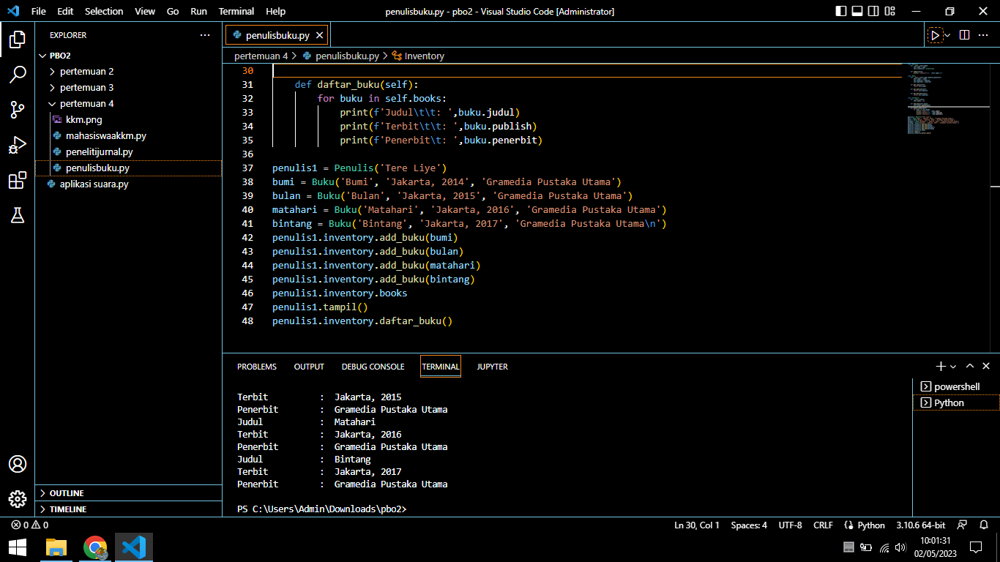 File Edit Selection View Go Run Terminal Help penulisbuku.py - pbo2 - Visual Studio Code [Administrator]
EXPLORER ···
PBO2
pertemuan 2
pertemuan 3
pertemuan 4
kkm.png
mahasiswaakkm.py
penelitijurnal.py
penulisbuku.py
aplikasi suara.py
OUTLINE
TIMELINE
penulisbuku.py
pertemuan 4 > penulisbuku.py > Inventory
30
31 def daftar_buku(self):
32 for buku in self.books:
33 print(f'Judul\t\t: ',buku.judul)
34 print(f'Terbit\t\t: ',buku.publish)
35 print(f'Penerbit\t: ',buku.penerbit)
36
37 penulis1 = Penulis('Tere Liye')
38 bumi = Buku('Bumi', 'Jakarta, 2014', 'Gramedia Pustaka Utama')
39 bulan = Buku('Bulan', 'Jakarta, 2015', 'Gramedia Pustaka Utama')
40 matahari = Buku('Matahari', 'Jakarta, 2016', 'Gramedia Pustaka Utama')
41 bintang = Buku('Bintang', 'Jakarta, 2017', 'Gramedia Pustaka Utama\n')
42 penulis1.inventory.add_buku(bumi)
43 penulis1.inventory.add_buku(bulan)
44 penulis1.inventory.add_buku(matahari)
45 penulis1.inventory.add_buku(bintang)
46 penulis1.inventory.books
47 penulis1.tampil()
48 penulis1.inventory.daftar_buku()
PROBLEMS OUTPUT DEBUG CONSOLE TERMINAL JUPYTER
Terbit : Jakarta, 2015
Penerbit : Gramedia Pustaka Utama
Judul : Matahari
Terbit : Jakarta, 2016
Penerbit : Gramedia Pustaka Utama
Judul : Bintang
Terbit : Jakarta, 2017
Penerbit : Gramedia Pustaka Utama
PS C:\Users\Admin\Downloads\pbo2>
powershell
Python
0 0 Ln 30, Col 1 Spaces: 4 UTF-8 CRLF Python 3.10.6 64-bit
10:01:31
02/05/2023